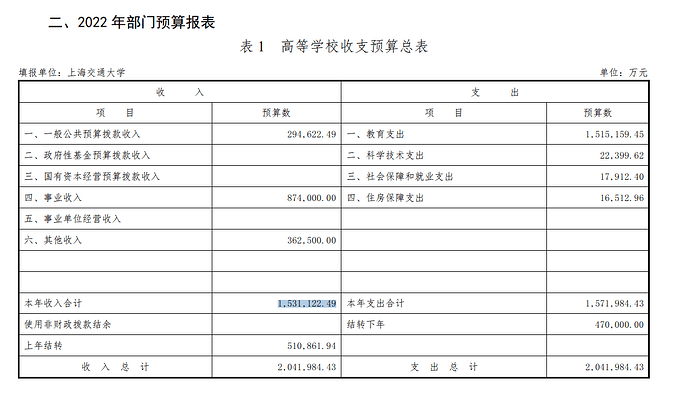 二、2022年部门预算报表
表1 高等学校收支预算总表
填报单位：上海交通大学 单位：万元
收 入 支 出
项 目 预算数 项 目 预算数
一、一般公共预算拨款收入 294,622.49 一、教育支出 1,515,159.45
二、政府性基金预算拨款收入 二、科学技术支出 22,399.62
三、国有资本经营预算拨款收入 三、社会保障和就业支出 17,912.40
四、事业收入 874,000.00 四、住房保障支出 16,512.96
五、事业单位经营收入
六、其他收入 362,500.00
本年收入合计 1,531,122.49 本年支出合计 1,571,984.43
使用非财政拨款结余 结转下年 470,000.00
上年结转 510,861.94
收 入 总 计 2,041,984.43 支 出 总 计 2,041,984.43